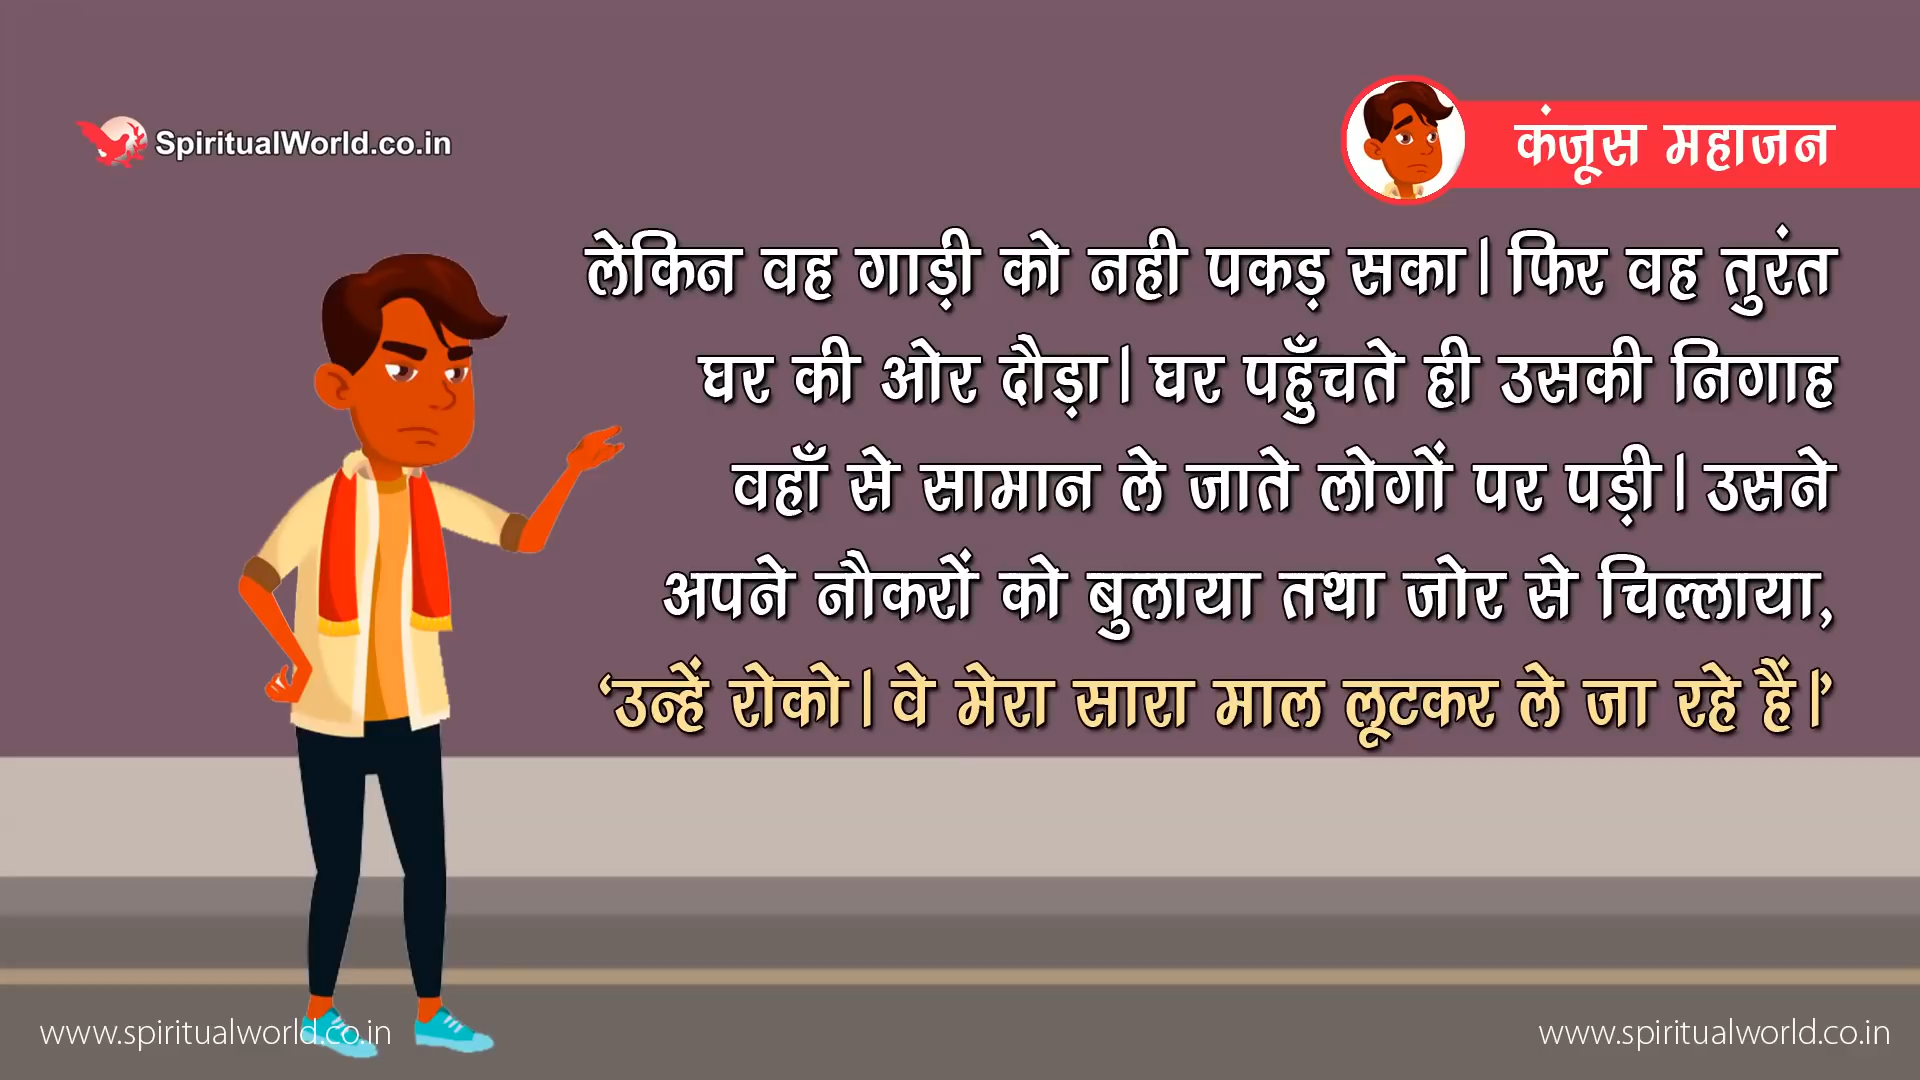 SpiritualWorld.co.in
कंजूस महाजन
लेकिन वह गाड़ी को नही पकड़ सका। फिर वह तुरंत
घर की ओर दौड़ा। घर पहुँचते ही उसकी निगाह
वहाँ से सामान ले जाते लोगों पर पड़ी। उसने
अपने नौकरों को बुलाया तथा जोर से चिल्लाया,
‘उन्हें रोको। वे मेरा सारा माल लूटकर ले जा रहे हैं।’
www.spiritualworld.co.in
www.spiritualworld.co.in